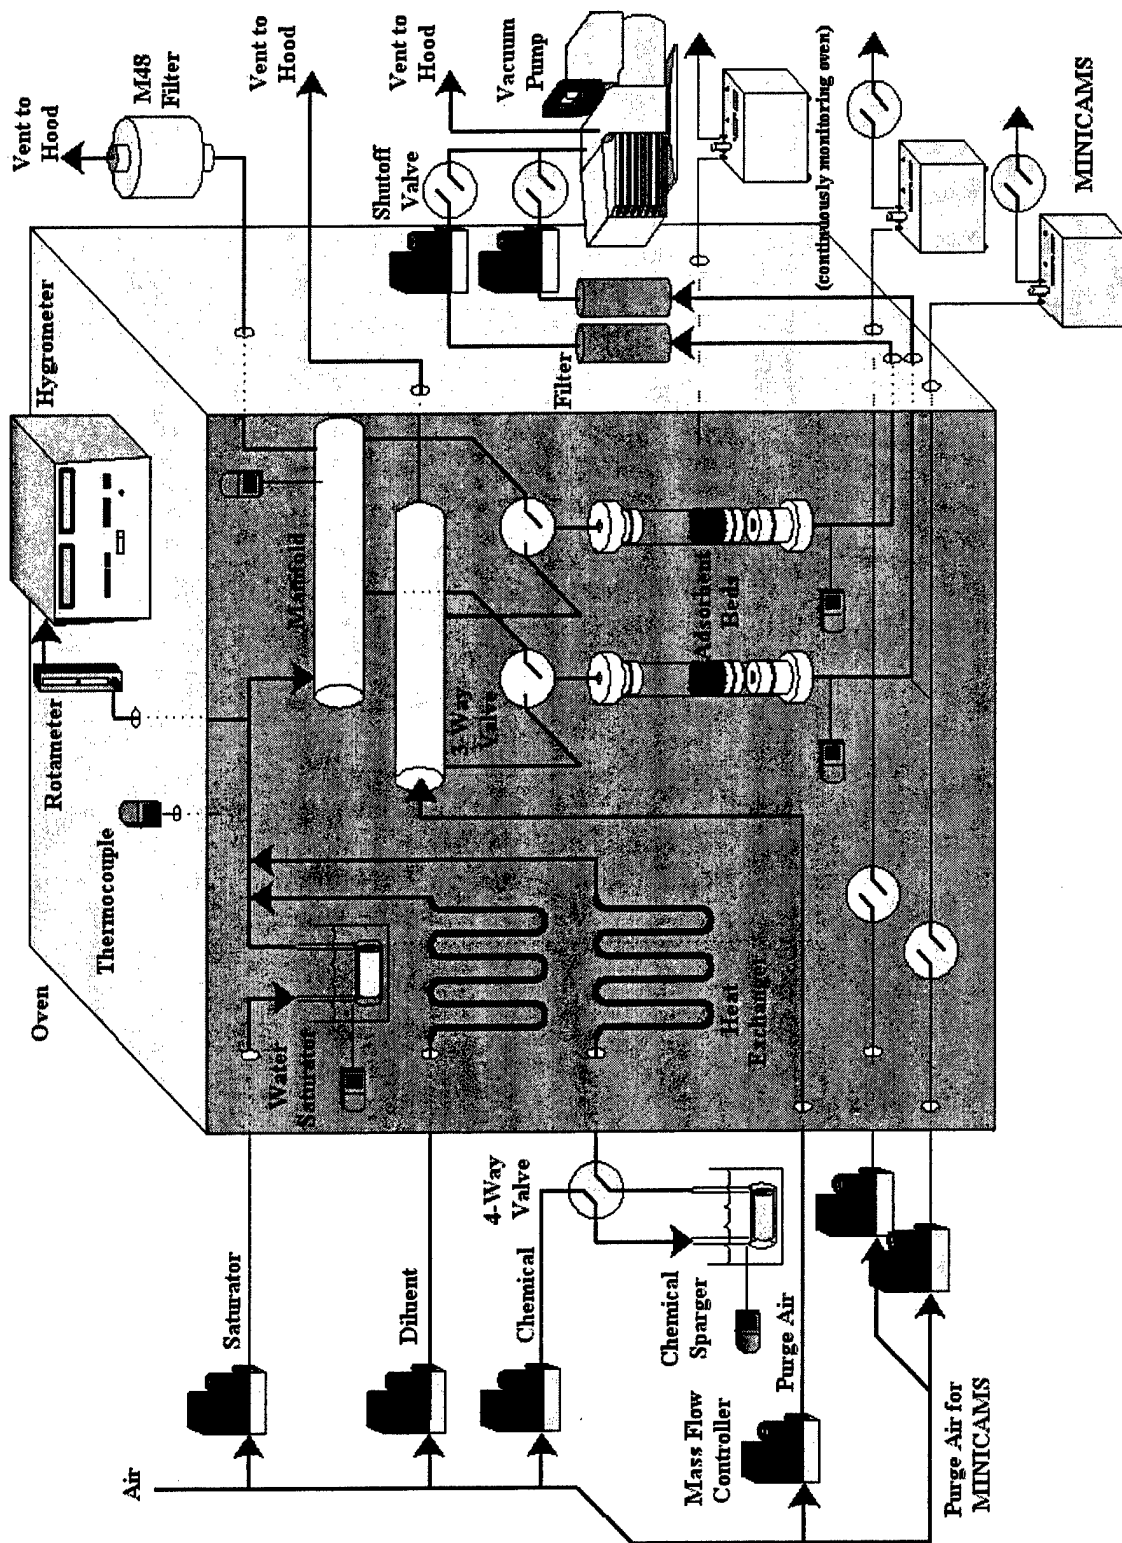 Air
Saturator
Diluent
Chemical
4-Way
Valve
Chemical
Sparger
Mass Flow
Controller
Purge Air
Purge Air for
MINICAMS
Oven
Thermocouple
Rotameter
Hygrometer
Water
Saturator
Heat
Exchanger
Manifold
3-Way
Valve
Adsorbent
Beds
Vent to
Hood
M48
Filter
Vent to
Hood
Vent to
Hood
Shutoff
Valve
Vacuum
Pump
Filter
(continuously monitoring oven)
MINICAMS